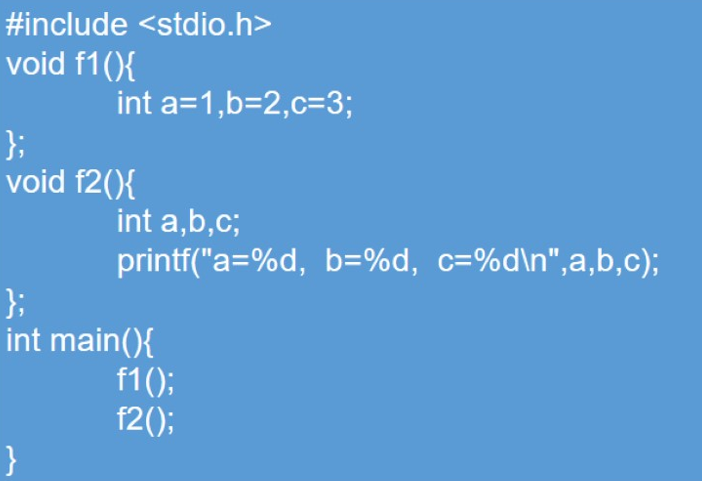 #include <stdio.h>
void f1(){
int a=1,b=2,c=3;
};
void f2(){
int a,b,c;
printf("a=%d,  b=%d,  c=%d\n",a,b,c);
};
int main(){
f1();
f2();
}